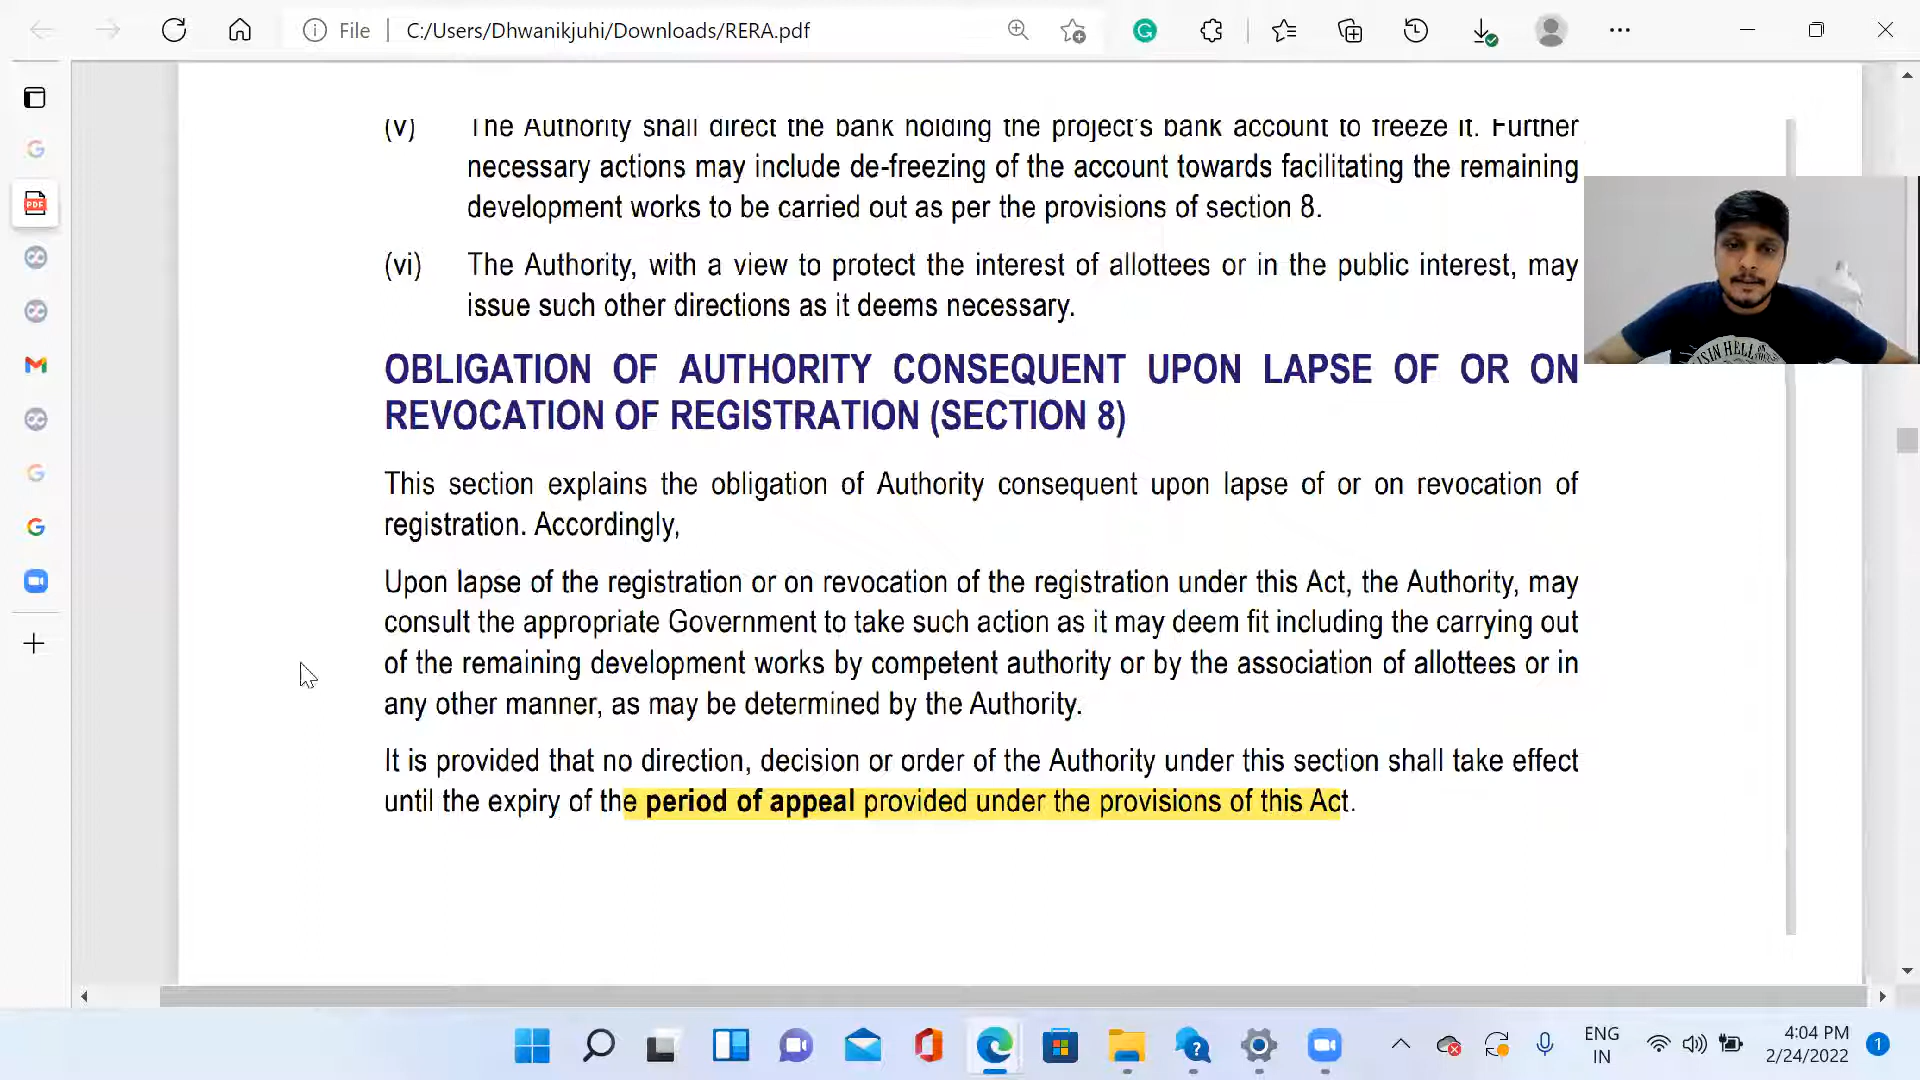 File
C:/Users/Dhwanikjuhi/Downloads/RERA.pdf
(v) The Authority shall direct the bank holding the project's bank account to freeze it. Further
necessary actions may include de-freezing of the account towards facilitating the remaining
development works to be carried out as per the provisions of section 8.
(vi) The Authority, with a view to protect the interest of allottees or in the public interest, may
issue such other directions as it deems necessary.
OBLIGATION OF AUTHORITY CONSEQUENT UPON LAPSE OF OR ON
REVOCATION OF REGISTRATION (SECTION 8)
This section explains the obligation of Authority consequent upon lapse of or on revocation of
registration. Accordingly,
Upon lapse of the registration or on revocation of the registration under this Act, the Authority, may
consult the appropriate Government to take such action as it may deem fit including the carrying out
of the remaining development works by competent authority or by the association of allottees or in
any other manner, as may be determined by the Authority.
It is provided that no direction, decision or order of the Authority under this section shall take effect
until the expiry of the period of appeal provided under the provisions of this Act.
PDF
ENG
IN
4:04 PM
2/24/2022
1